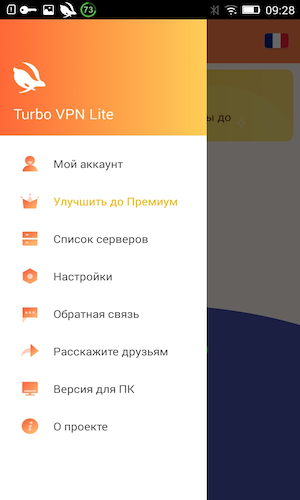 73
09:28
Turbo VPN Lite
ы до
Мой аккаунт
Улучшить до Премиум
Список серверов
Настройки
Обратная связь
Расскажите друзьям
Версия для ПК
О проекте